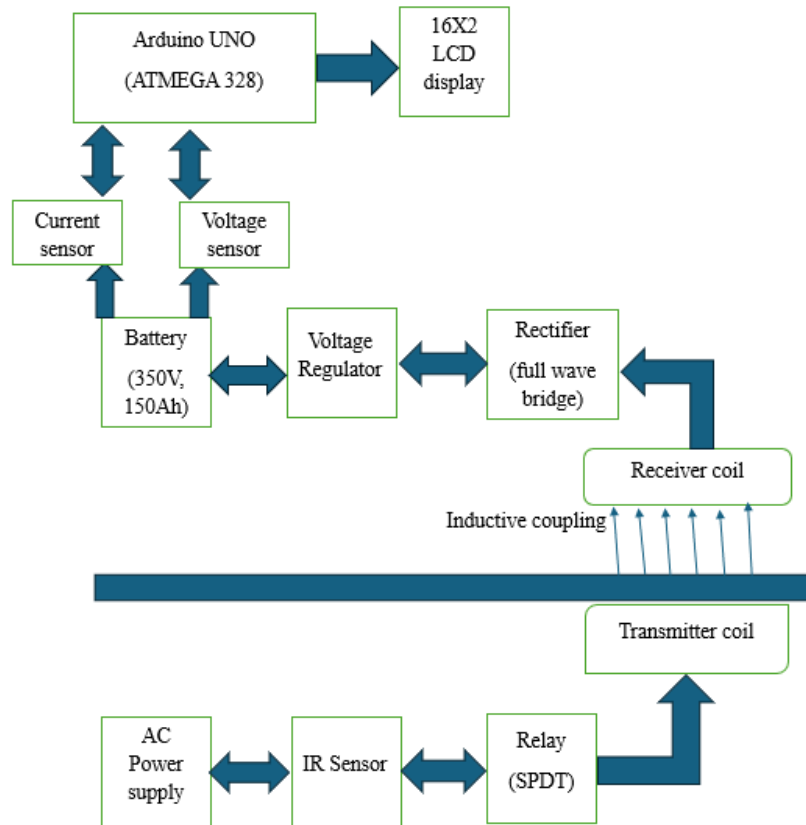 Arduino UNO
(ATMEGA 328)
16X2
LCD
display
Current
sensor
Voltage
sensor
Battery
(350V,
150Ah)
Voltage
Regulator
Rectifier
(full wave
bridge)
Receiver coil
Inductive coupling
Transmitter coil
AC
Power
supply
IR Sensor
Relay
(SPDT)